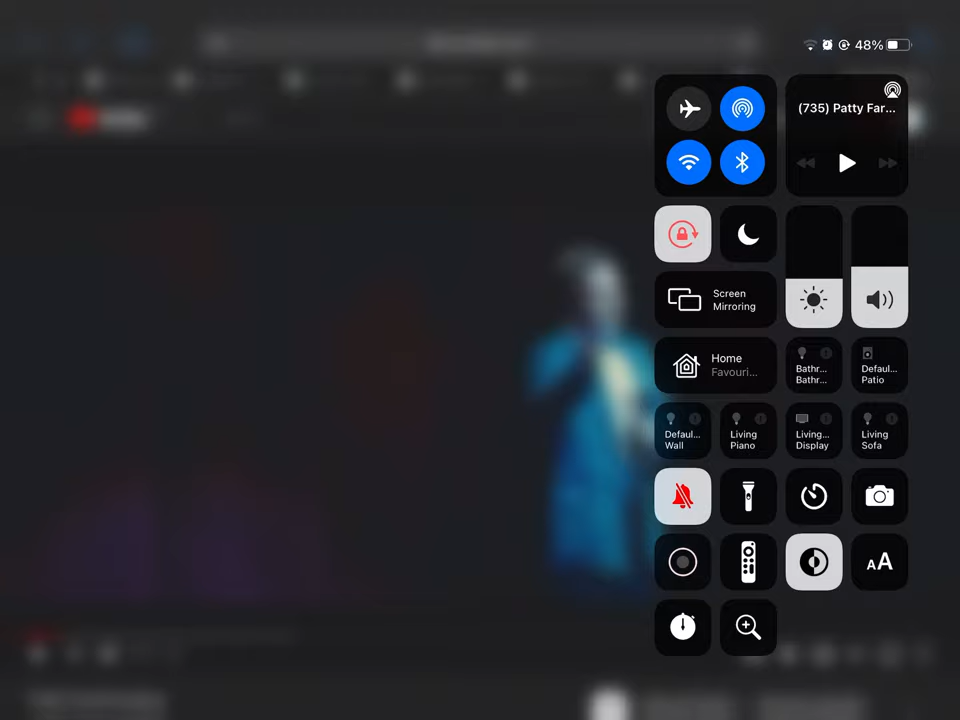 48%
(735) Patty Far...
Screen
Mirroring
Home
Favouri...
Bathr...
Bathr...
Defaul...
Patio
Defaul...
Wall
Living
Piano
Living...
Display
Living
Sofa
AA